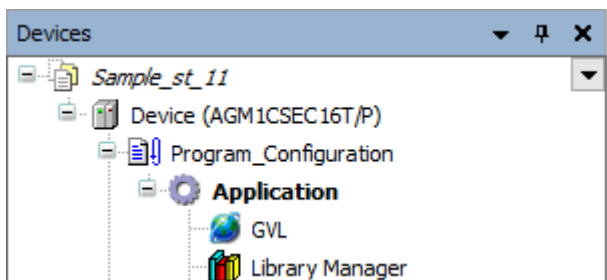 Devices
Sample_st_11
Device (AGM1CSEC16T/P)
Program_Configuration
Application
GVL
Library Manager